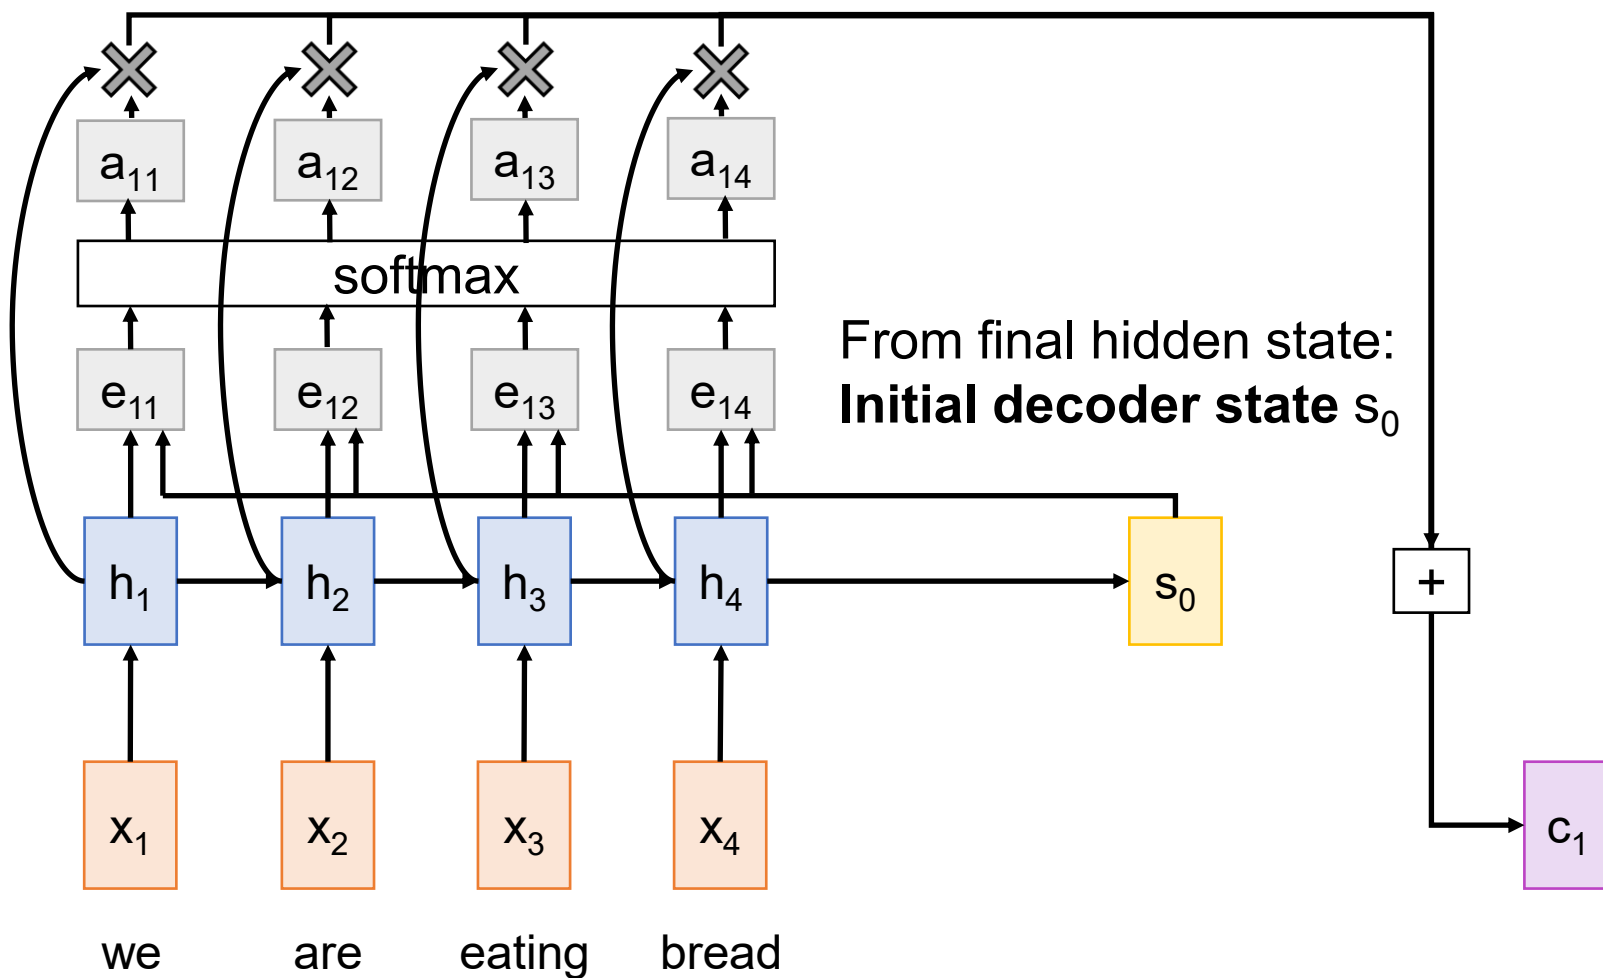 a₁₁ a₁₂ a₁₃ a₁₄
softmax
From final hidden state:
e₁₁ e₁₂ e₁₃ e₁₄
Initial decoder state s₀
h₁ h₂ h₃ h₄ s₀ +
x₁ x₂ x₃ x₄ c₁
we are eating bread